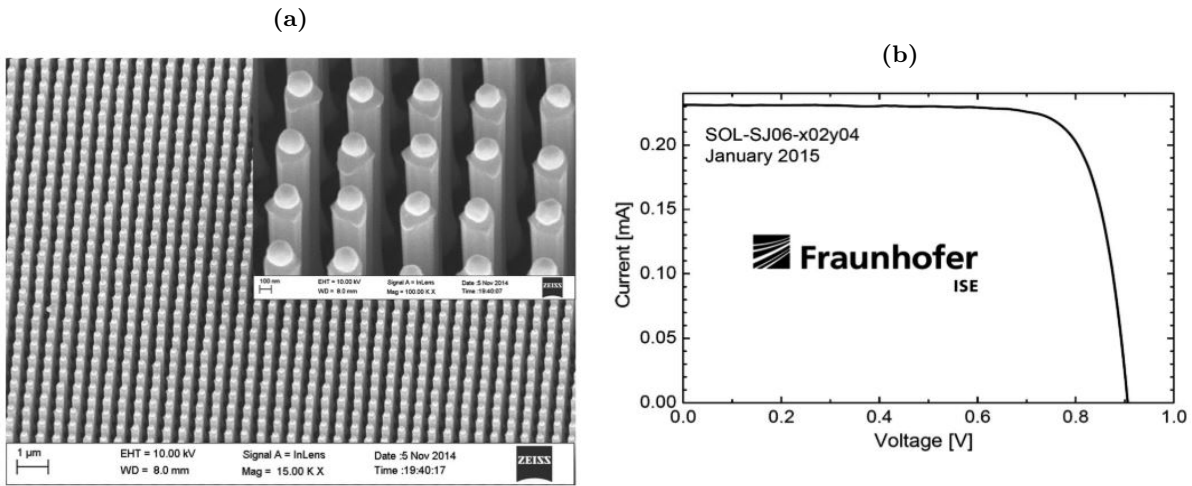 (a)
100 nm
EHT = 10.00 kV Signal A = InLens Date :5 Nov 2014
WD = 9.0 mm Mag = 100.00 K X Time :19:40:07
ZEISS
1 μm
EHT = 10.00 kV Signal A = InLens Date :5 Nov 2014
WD = 9.0 mm Mag = 15.00 K X Time :19:40:17
ZEISS
(b)
SOL-SJ06-x02y04
January 2015
Fraunhofer
ISE
Current [mA]
0.20
0.15
0.10
0.05
0.00
0.0 0.2 0.4 0.6 0.8 1.0
Voltage [V]